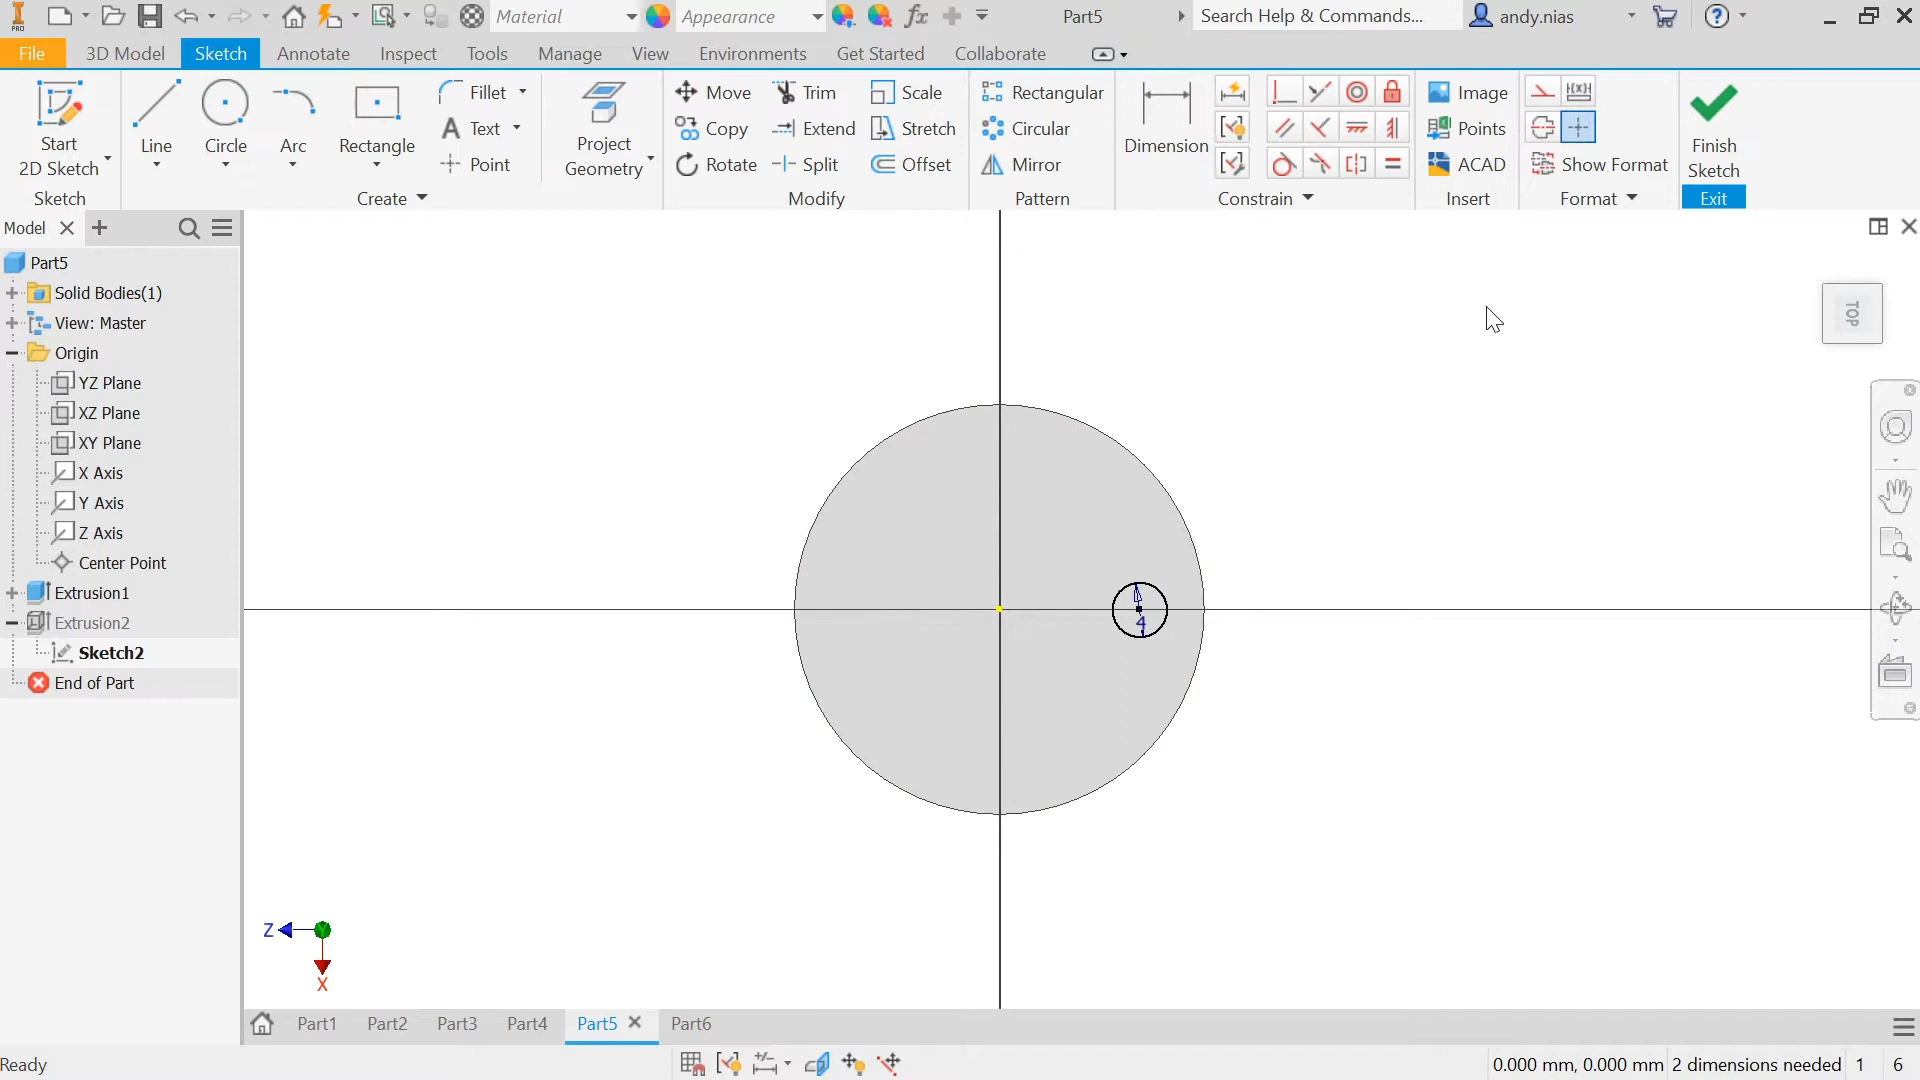 PRO
Material
Appearance
Part5
Search Help & Commands...
andy.nias
File
3D Model
Sketch
Annotate
Inspect
Tools
Manage
View
Environments
Get Started
Collaborate
Start
2D Sketch
Sketch
Line
Circle
Arc
Rectangle
Fillet
Text
Point
Create
Project
Geometry
Move
Copy
Rotate
Trim
Extend
Split
Scale
Stretch
Offset
Modify
Rectangular
Circular
Mirror
Pattern
Dimension
Constrain
Image
Points
ACAD
Insert
Show Format
Format
Finish
Sketch
Exit
Model
Part5
Solid Bodies(1)
View: Master
Origin
YZ Plane
XZ Plane
XY Plane
X Axis
Y Axis
Z Axis
Center Point
Extrusion1
Extrusion2
Sketch2
End of Part
TOP
4
Z
X
Part1
Part2
Part3
Part4
Part5
Part6
Ready
0.000 mm, 0.000 mm
2 dimensions needed
1
6